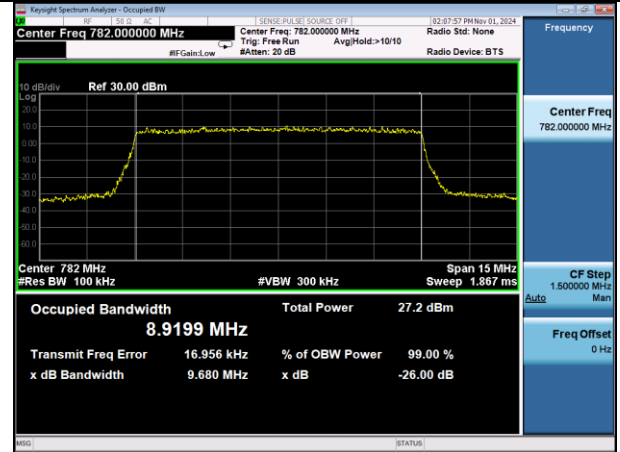 Keysight Spectrum Analyzer - Occupied BW
RF 50 Ω AC SENSE:PULSE SOURCE OFF 02:07:57 PM Nov 01, 2024
Center Freq 782.000000 MHz Center Freq: 782.000000 MHz Radio Std: None Frequency
Trig: Free Run Avg|Hold:>10/10
#IFGain:Low #Atten: 20 dB Radio Device: BTS
10 dB/div Ref 30.00 dBm
Log
20.0
10.0
0.00
-10.0
-20.0
-30.0
-40.0
-50.0
-60.0
Center 782 MHz Span 15 MHz
#Res BW 100 kHz #VBW 300 kHz Sweep 1.867 ms
Occupied Bandwidth Total Power 27.2 dBm
8.9199 MHz
Transmit Freq Error 16.956 kHz % of OBW Power 99.00 %
x dB Bandwidth 9.680 MHz x dB -26.00 dB
Center Freq
782.000000 MHz
CF Step
1.500000 MHz
Auto Man
Freq Offset
0 Hz
MSG STATUS